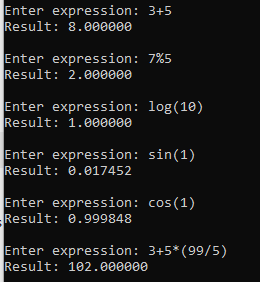 Enter expression: 3+5
Result: 8.000000
Enter expression: 7%5
Result: 2.000000
Enter expression: log(10)
Result: 1.000000
Enter expression: sin(1)
Result: 0.017452
Enter expression: cos(1)
Result: 0.999848
Enter expression: 3+5*(99/5)
Result: 102.000000